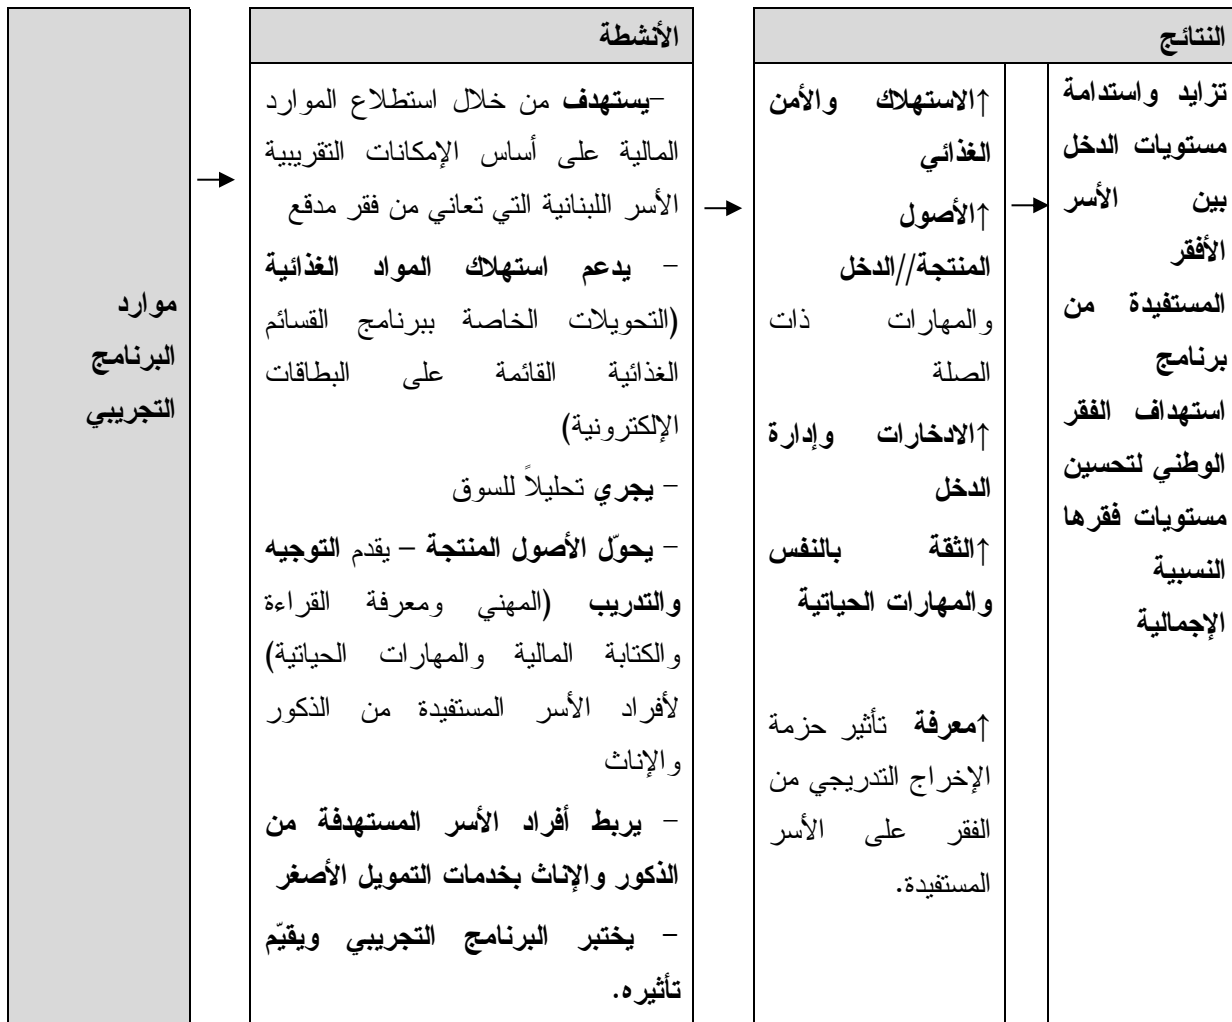 موارد
البرنامج
التجريبي
الأنشطة
–يستهدف من خلال استطلاع الموارد
المالية على أساس الإمكانات التقريبية
الأسر اللبنانية التي تعاني من فقر مدقع
– يدعم استهلاك المواد الغذائية
(التحويلات الخاصة ببرنامج القسائم
الغذائية القائمة على البطاقات
الإلكترونية)
– يجري تحليلاً للسوق
– يحوّل الأصول المنتجة – يقدم التوجيه
والتدريب (المهني ومعرفة القراءة
والكتابة المالية والمهارات الحياتية)
لأفراد الأسر المستفيدة من الذكور
والإناث
– يربط أفراد الأسر المستهدفة من
الذكور والإناث بخدمات التمويل الأصغر
– يختبر البرنامج التجريبي ويقيّم
تأثيره.
النتائج
↑الاستهلاك والأمن
الغذائي
↑الأصول
المنتجة//الدخل
والمهارات ذات
الصلة
↑الادخارات وإدارة
الدخل
↑الثقة بالنفس
والمهارات الحياتية
↑معرفة تأثير حزمة
الإخراج التدريجي من
الفقر على الأسر
المستفيدة.
تزايد واستدامة
مستويات الدخل
بين الأسر
الأفقر
المستفيدة من
برنامج
استهداف الفقر
الوطني لتحسين
مستويات فقرها
النسبية
الإجمالية